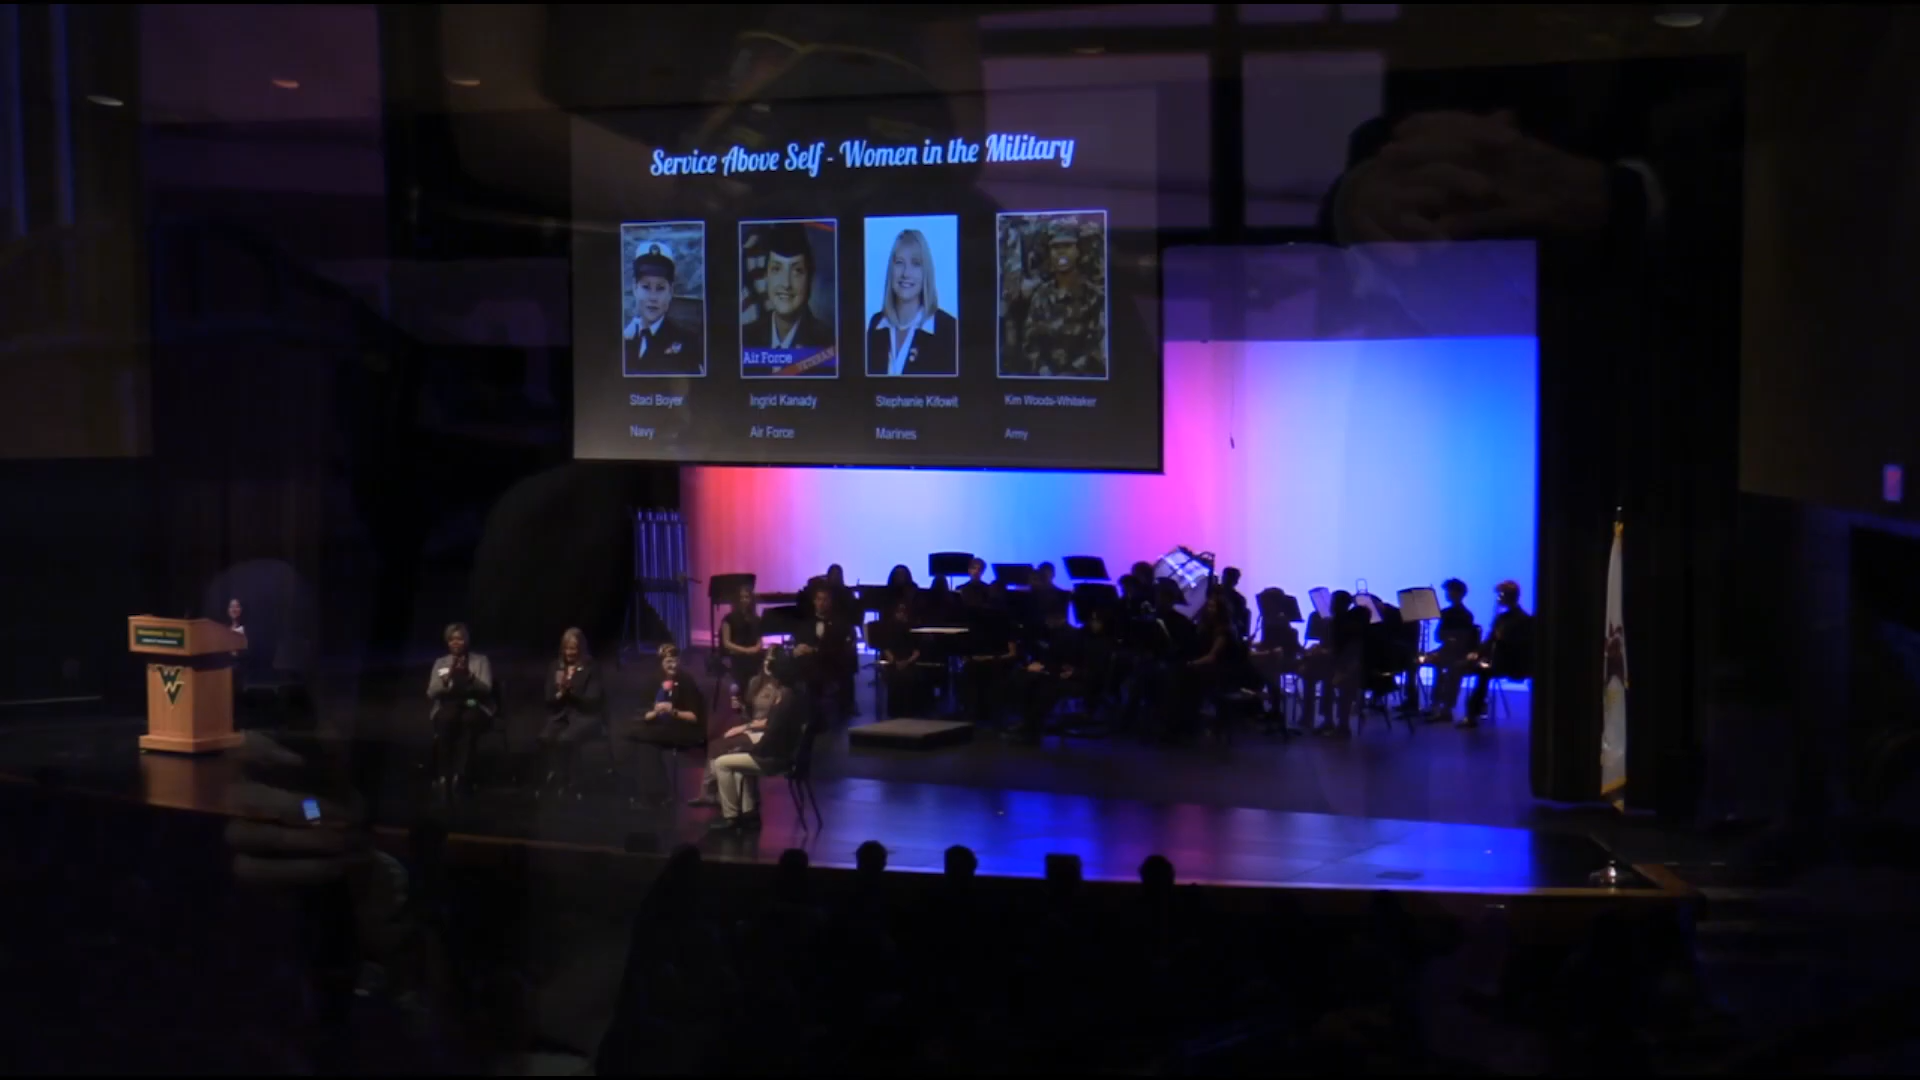 Service Above Self - Women in the Military
Air Force
VETERAN
Staci Boyer
Ingrid Kanady
Stephanie Kifowit
Kim Woods-Whitaker
Navy
Air Force
Marines
Army
W